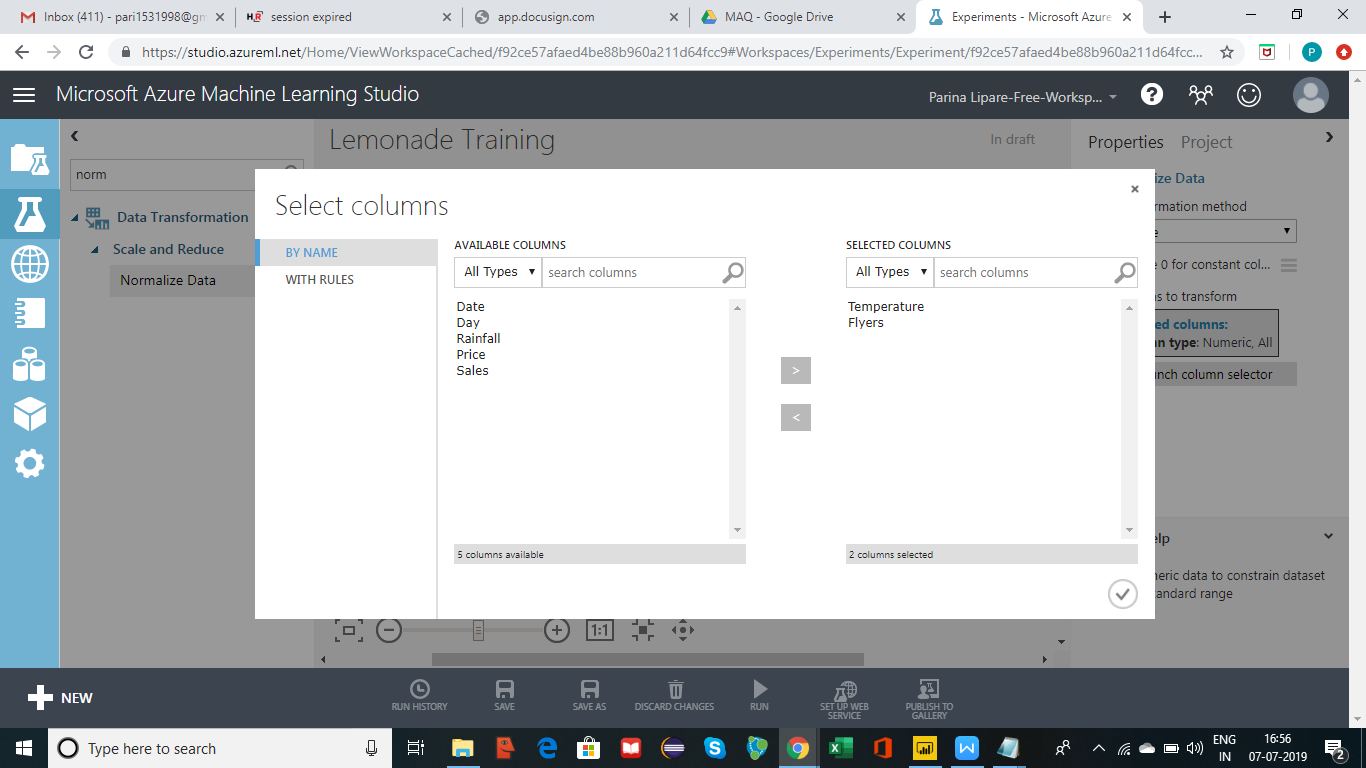 Inbox (411) - pari1531998@gm
session expired
app.docusign.com
MAQ - Google Drive
Experiments - Microsoft Azure
https://studio.azureml.net/Home/ViewWorkspaceCached/f92ce57afaed4be88b960a211d64fcc9#Workspaces/Experiments/Experiment/f92ce57afaed4be88b960a211d64fcc...
P
Microsoft Azure Machine Learning Studio
Parina Lipare-Free-Worksp...
?
norm
Data Transformation
Scale and Reduce
Normalize Data
Lemonade Training
In draft
Properties
Project
ize Data
rmation method
e
0 for constant col...
s to transform
ed columns:
n type: Numeric, All
nch column selector
elp
eric data to constrain dataset
andard range
Select columns
×
BY NAME
WITH RULES
AVAILABLE COLUMNS
All Types
search columns
Date
Day
Rainfall
Price
Sales
5 columns available
>
<
SELECTED COLUMNS
All Types
search columns
Temperature
Flyers
2 columns selected
1:1
NEW
RUN HISTORY
SAVE
SAVE AS
DISCARD CHANGES
RUN
SET UP WEB
SERVICE
PUBLISH TO
GALLERY
Type here to search
ENG
IN
16:56
07-07-2019
2